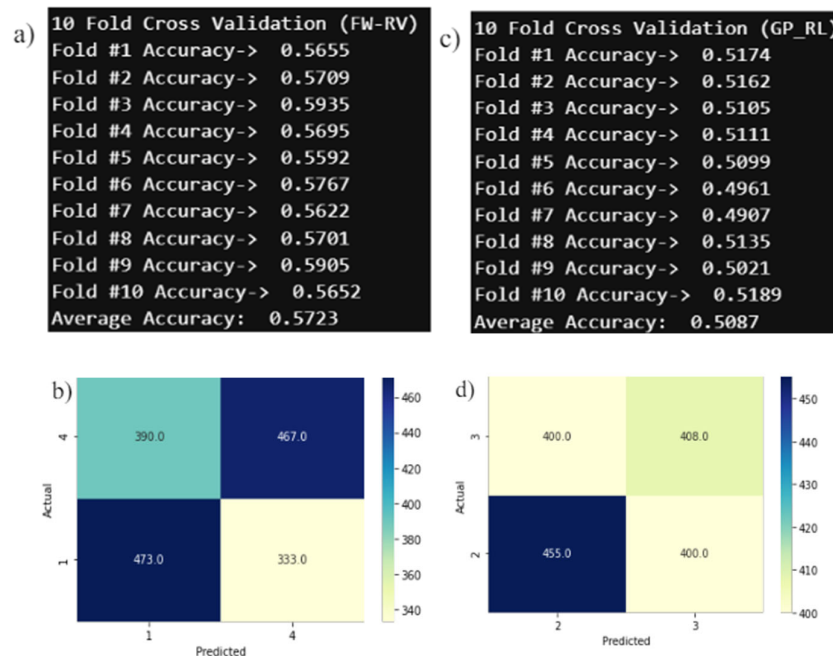 a)
10 Fold Cross Validation (FW-RV)
Fold #1 Accuracy-> 0.5655
Fold #2 Accuracy-> 0.5709
Fold #3 Accuracy-> 0.5935
Fold #4 Accuracy-> 0.5695
Fold #5 Accuracy-> 0.5592
Fold #6 Accuracy-> 0.5767
Fold #7 Accuracy-> 0.5622
Fold #8 Accuracy-> 0.5701
Fold #9 Accuracy-> 0.5905
Fold #10 Accuracy-> 0.5652
Average Accuracy: 0.5723
c)
10 Fold Cross Validation (GP_RL)
Fold #1 Accuracy-> 0.5174
Fold #2 Accuracy-> 0.5162
Fold #3 Accuracy-> 0.5105
Fold #4 Accuracy-> 0.5111
Fold #5 Accuracy-> 0.5099
Fold #6 Accuracy-> 0.4961
Fold #7 Accuracy-> 0.4907
Fold #8 Accuracy-> 0.5135
Fold #9 Accuracy-> 0.5021
Fold #10 Accuracy-> 0.5189
Average Accuracy: 0.5087
b)
4
390.0 467.0
Actual
1
473.0 333.0
1 4
Predicted
460
440
420
400
380
360
340
d)
3
400.0 408.0
Actual
2
455.0 400.0
2 3
Predicted
450
440
430
420
410
400